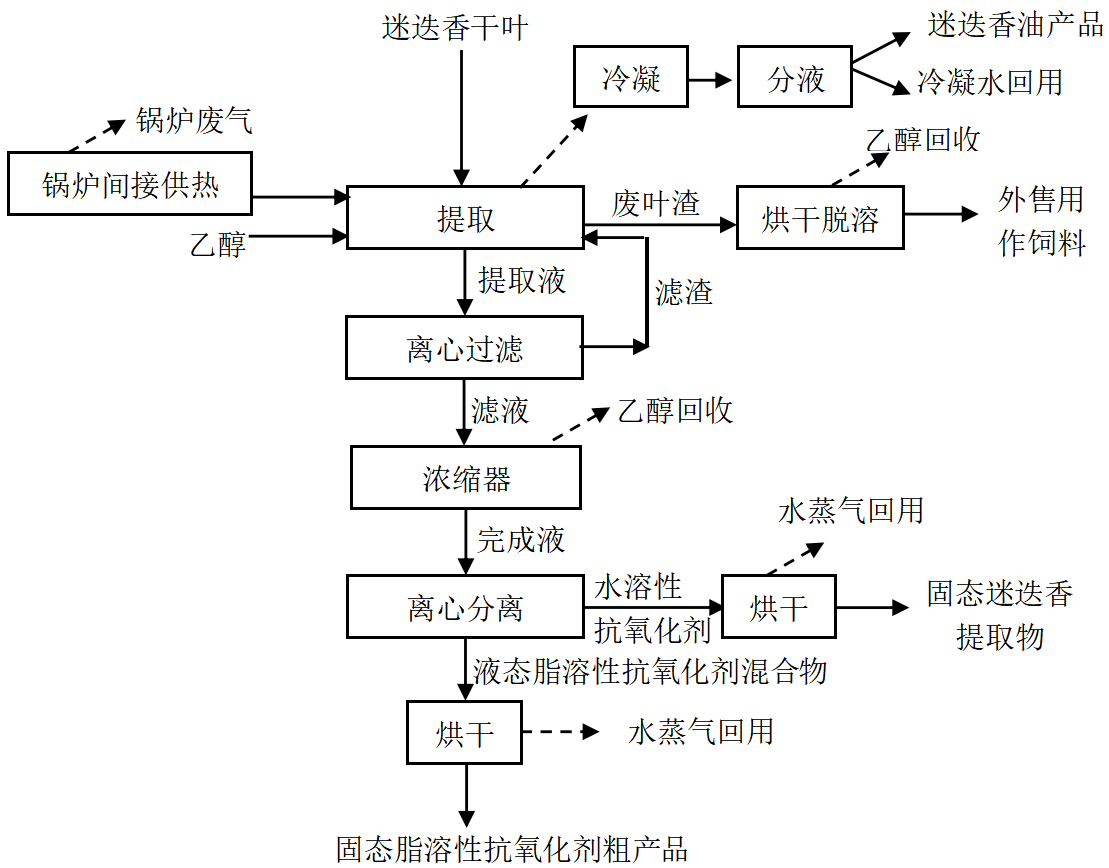 迷迭香干叶
冷凝
分液
迷迭香油产品
冷凝水回用
锅炉废气
锅炉间接供热
乙醇
提取
废叶渣
乙醇回收
烘干脱溶
外售用
作饲料
提取液
滤渣
离心过滤
滤液
乙醇回收
浓缩器
完成液
水蒸气回用
离心分离
水溶性
抗氧化剂
烘干
固态迷迭香
提取物
液态脂溶性抗氧化剂混合物
烘干
水蒸气回用
固态脂溶性抗氧化剂粗产品